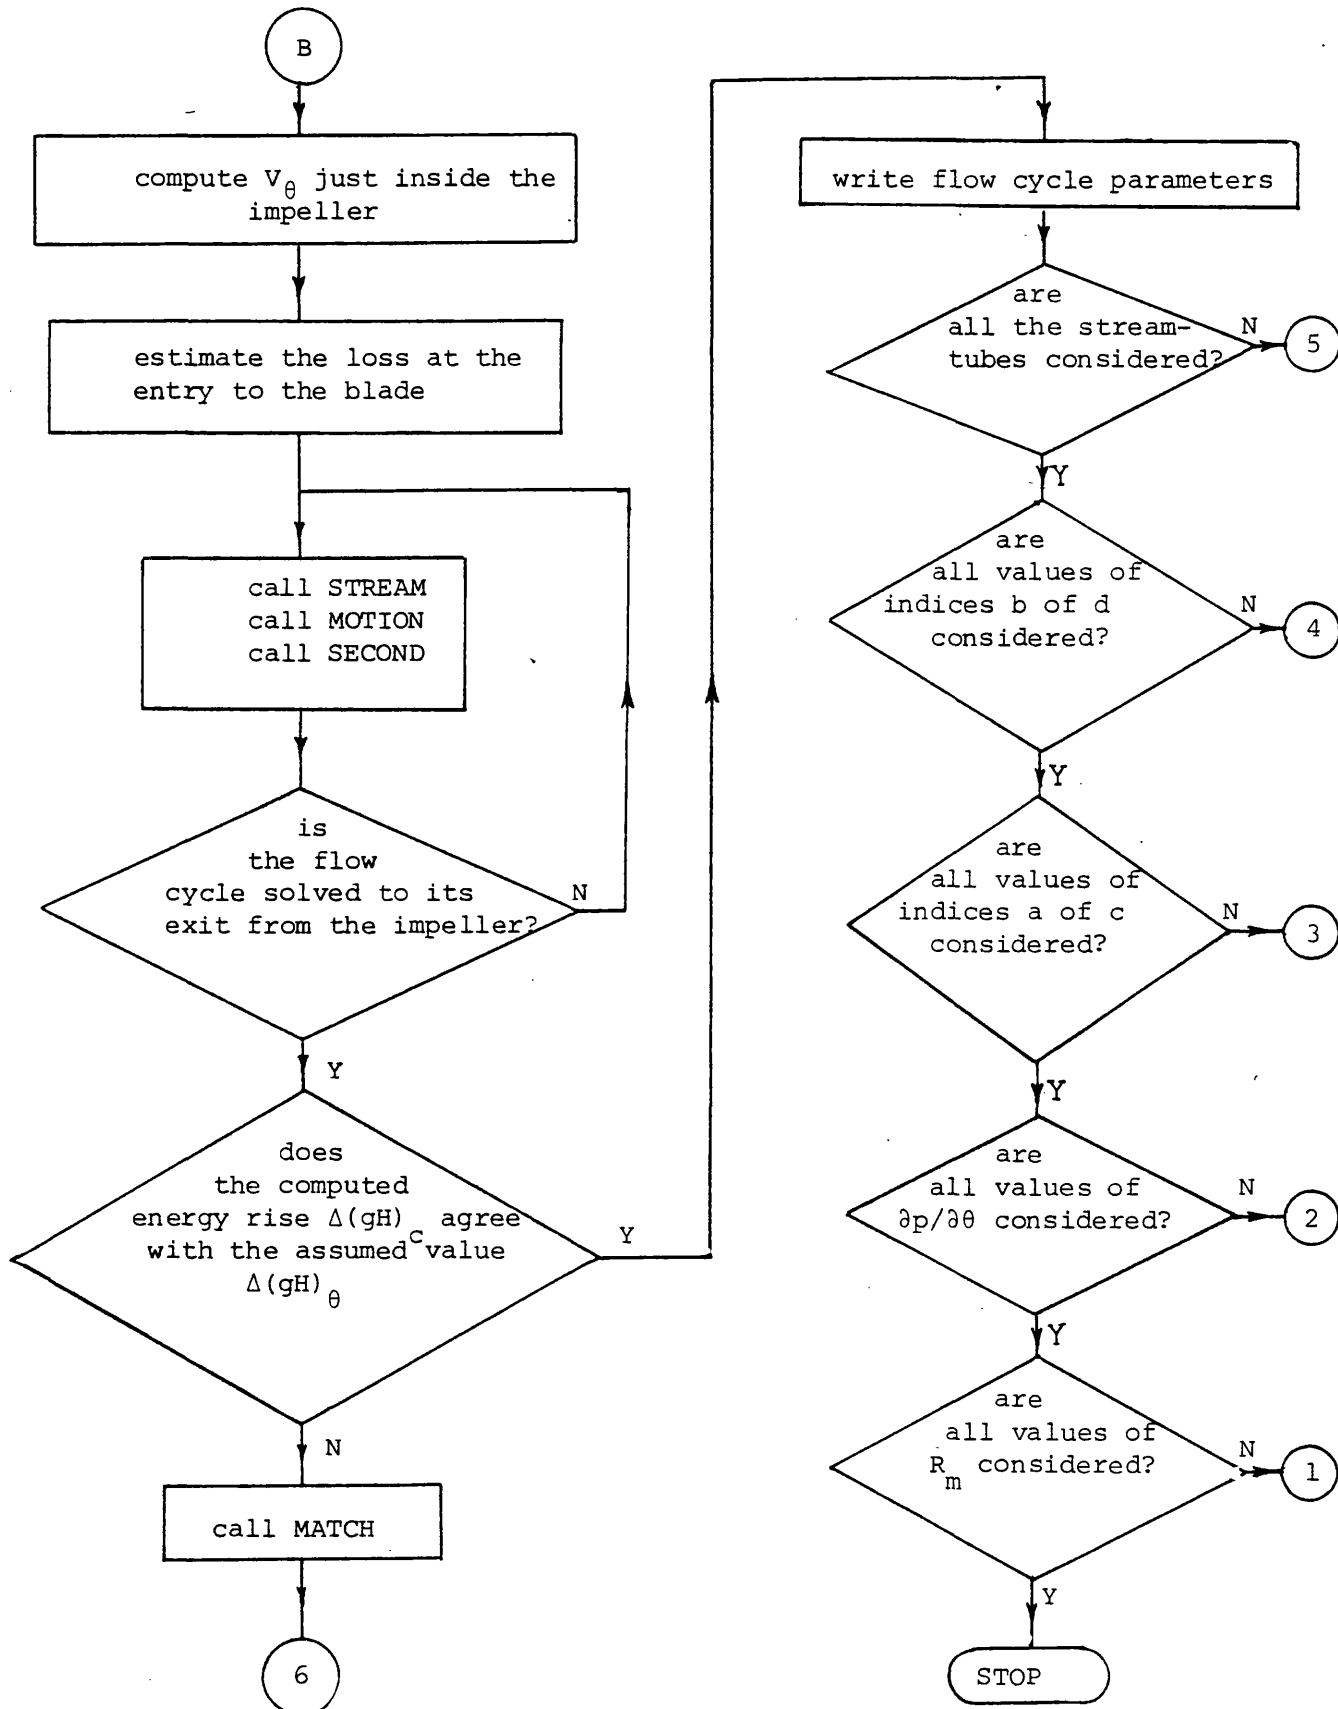 B
compute V_θ just inside the
impeller
estimate the loss at the
entry to the blade
call STREAM
call MOTION
call SECOND
is
the flow
cycle solved to its
exit from the impeller?
N
Y
does
the computed
energy rise Δ(gH)_c agree
with the assumed value
Δ(gH)_θ
Y
N
call MATCH
6
write flow cycle parameters
are
all the stream-
tubes considered?
N
5
Y
are
all values of
indices b of d
considered?
N
4
Y
are
all values of
indices a of c
considered?
N
3
Y
are
all values of
∂p/∂θ considered?
N
2
Y
are
all values of
R_m considered?
N
1
Y
STOP